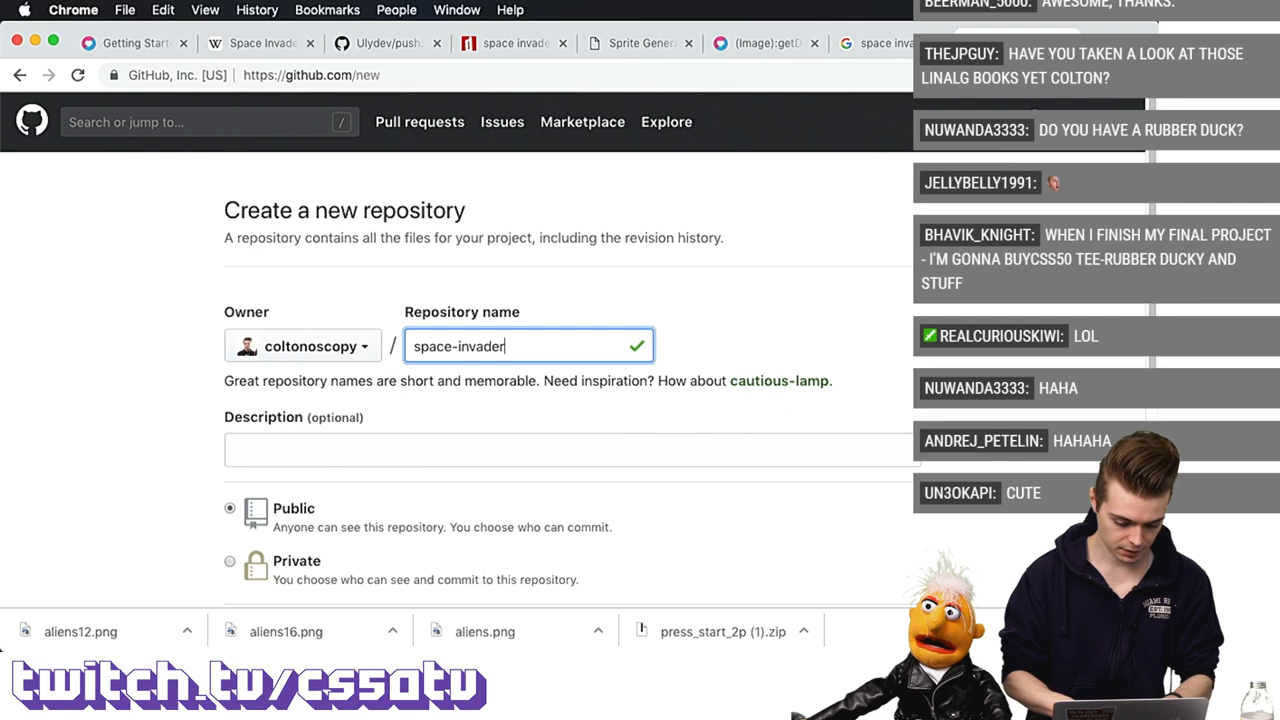 Chrome File Edit View History Bookmarks People Window Help
Getting Start
Space Invade
Ulydev/push:
space invade
Sprite Genera
(Image):getD
space inva
GitHub, Inc. [US] https://github.com/new
Search or jump to... /
Pull requests Issues Marketplace Explore
Create a new repository
A repository contains all the files for your project, including the revision history.
Owner Repository name
coltonoscopy / space-invader
Great repository names are short and memorable. Need inspiration? How about cautious-lamp.
Description (optional)
Public
Anyone can see this repository. You choose who can commit.
Private
You choose who can see and commit to this repository.
aliens12.png aliens16.png aliens.png press_start_2p (1).zip
twitch.tv/cs50tv
BEERMAN_5000: AWESOME, THANKS.
THEJPGUY: HAVE YOU TAKEN A LOOK AT THOSE
LINALG BOOKS YET COLTON?
NUWANDA3333: DO YOU HAVE A RUBBER DUCK?
JELLYBELLY1991:
BHAVIK_KNIGHT: WHEN I FINISH MY FINAL PROJECT
- I'M GONNA BUYCSS50 TEE-RUBBER DUCKY AND
STUFF
REALCURIOUSKIWI: LOL
NUWANDA3333: HAHA
ANDREJ_PETELIN: HAHAHA
UN3OKAPI: CUTE